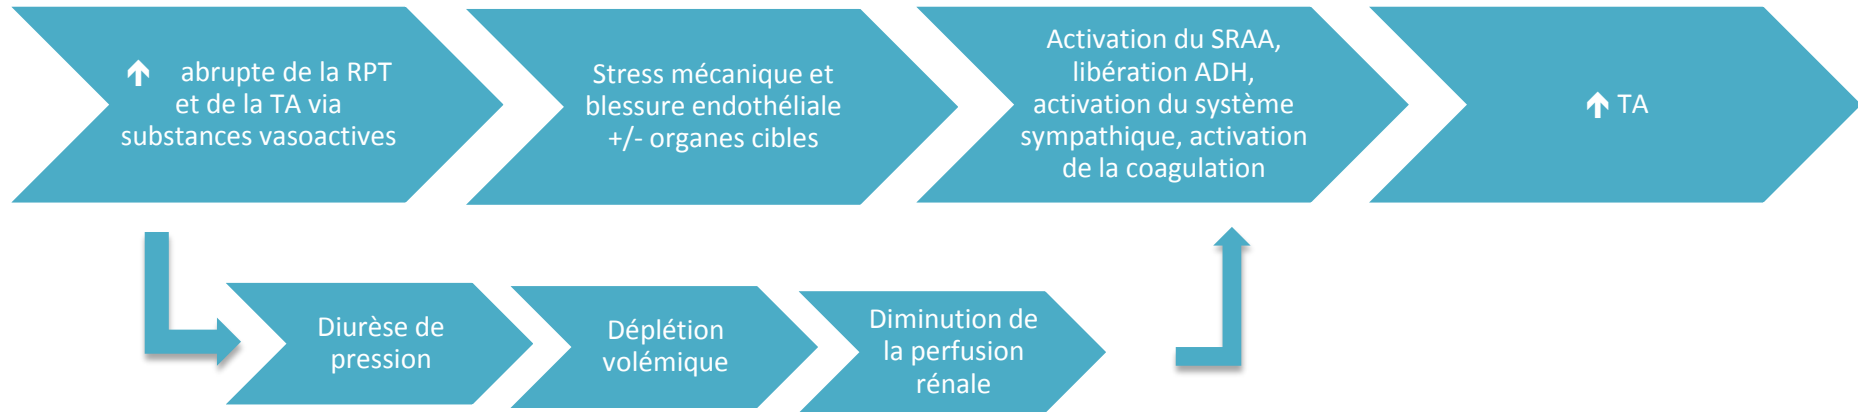 abrupte de la RPT
et de la TA via
substances vasoactives
Stress mécanique et
blessure endothéliale
+/- organes cibles
Activation du SRAA,
libération ADH,
activation du système
sympathique, activation
de la coagulation
TA
Diurèse de
pression
Déplétion
volémique
Diminution de
la perfusion
rénale